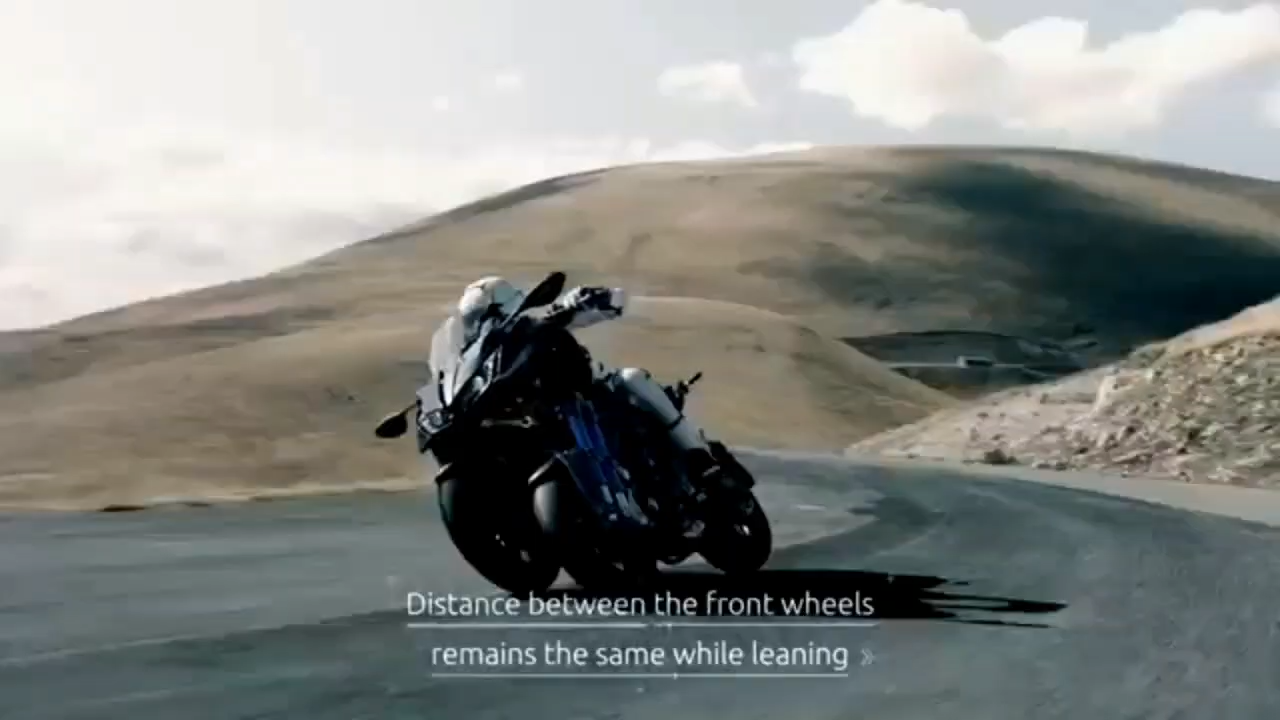 Distance between the front wheels
remains the same while leaning »